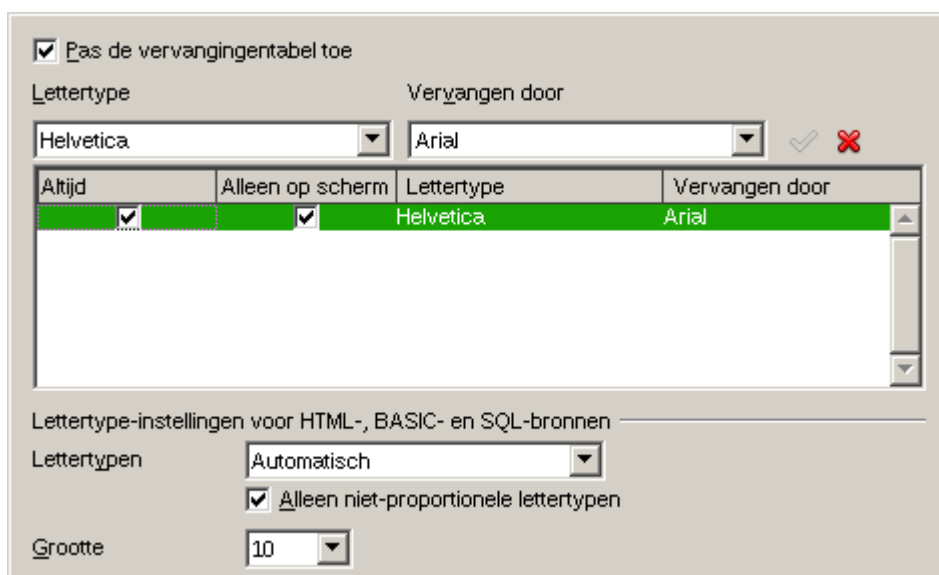 Pas de vervangingentabel toe
Lettertype Vervangen door
Helvetica Arial
Altijd Alleen op scherm Lettertype Vervangen door
Helvetica Arial
Lettertype-instellingen voor HTML-, BASIC- en SQL-bronnen
Lettertypen Automatisch
Alleen niet-proportionele lettertypen
Grootte 10